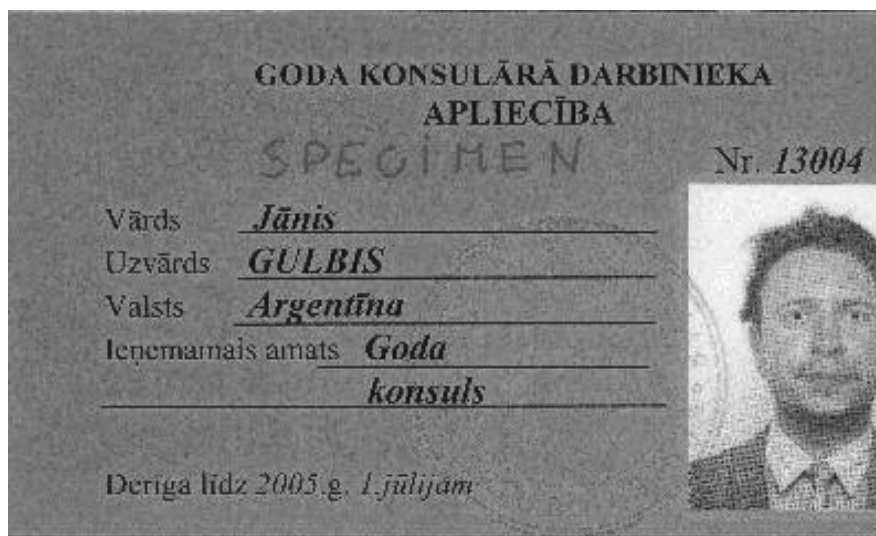 GODA KONSULĀRĀ DARBINIEKA
APLIECĪBA
SPECIMEN
Nr. 13004
Vārds Jānis
Uzvārds GULBIS
Valsts Argentīna
Ieņemamais amats Goda
konsuls
Derīga līdz 2005.g. 1.jūlijam